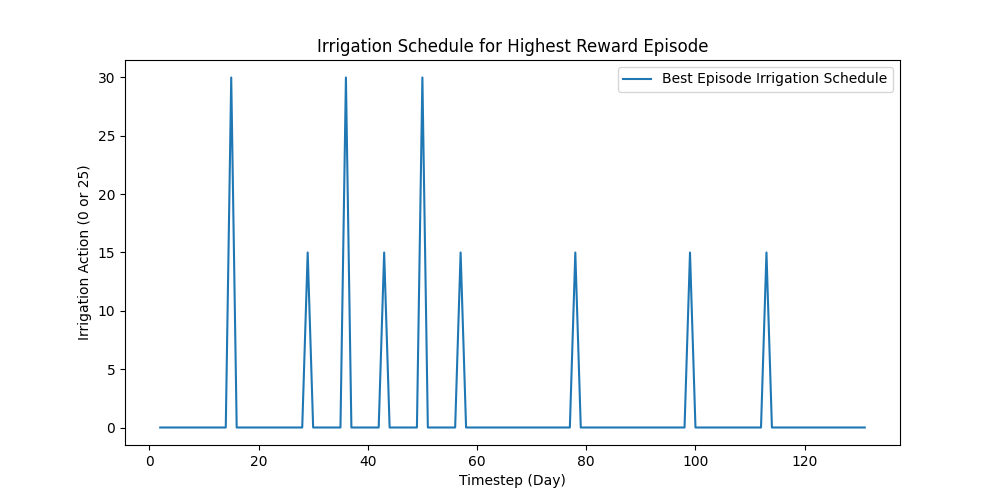 Irrigation Schedule for Highest Reward Episode
Best Episode Irrigation Schedule
Irrigation Action (0 or 25)
30
25
20
15
10
5
0
0 20 40 60 80 100 120
Timestep (Day)